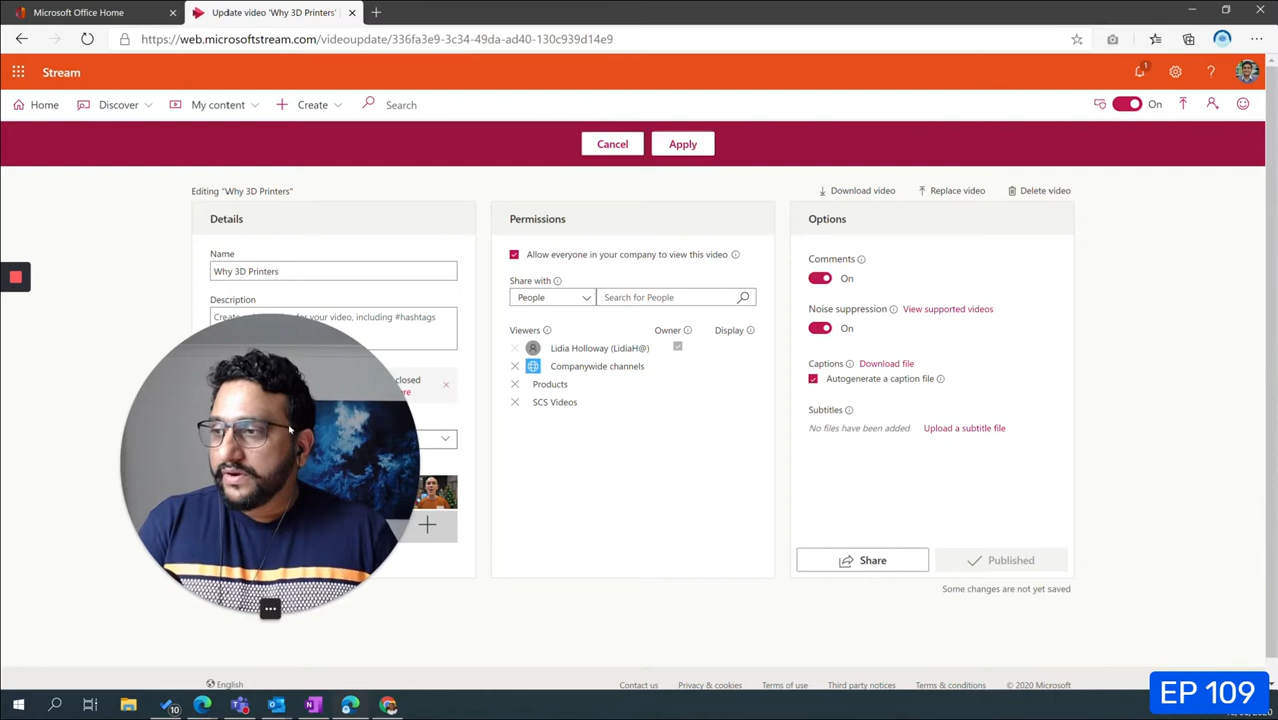 Microsoft Office Home
Update video 'Why 3D Printers'
https://web.microsoftstream.com/videoupdate/336fa3e9-3c34-49da-ad40-130c939d14e9
Stream
1
Home
Discover
My content
Create
Search
On
Cancel
Apply
Editing "Why 3D Printers"
Download video
Replace video
Delete video
Details
Name
Why 3D Printers
Description
Create for your video, including #hashtags
closed
Permissions
Allow everyone in your company to view this video
Share with
People
Search for People
Viewers
Owner
Display
Lidia Holloway (LidiaH@)
Companywide channels
Products
SCS Videos
Options
Comments
On
Noise suppression
View supported videos
On
Captions
Download file
Autogenerate a caption file
Subtitles
No files have been added
Upload a subtitle file
Share
Published
Some changes are not yet saved
English
Contact us
Privacy & cookies
Terms of use
Third party notices
Terms & conditions
© 2020 Microsoft
10
EP 109